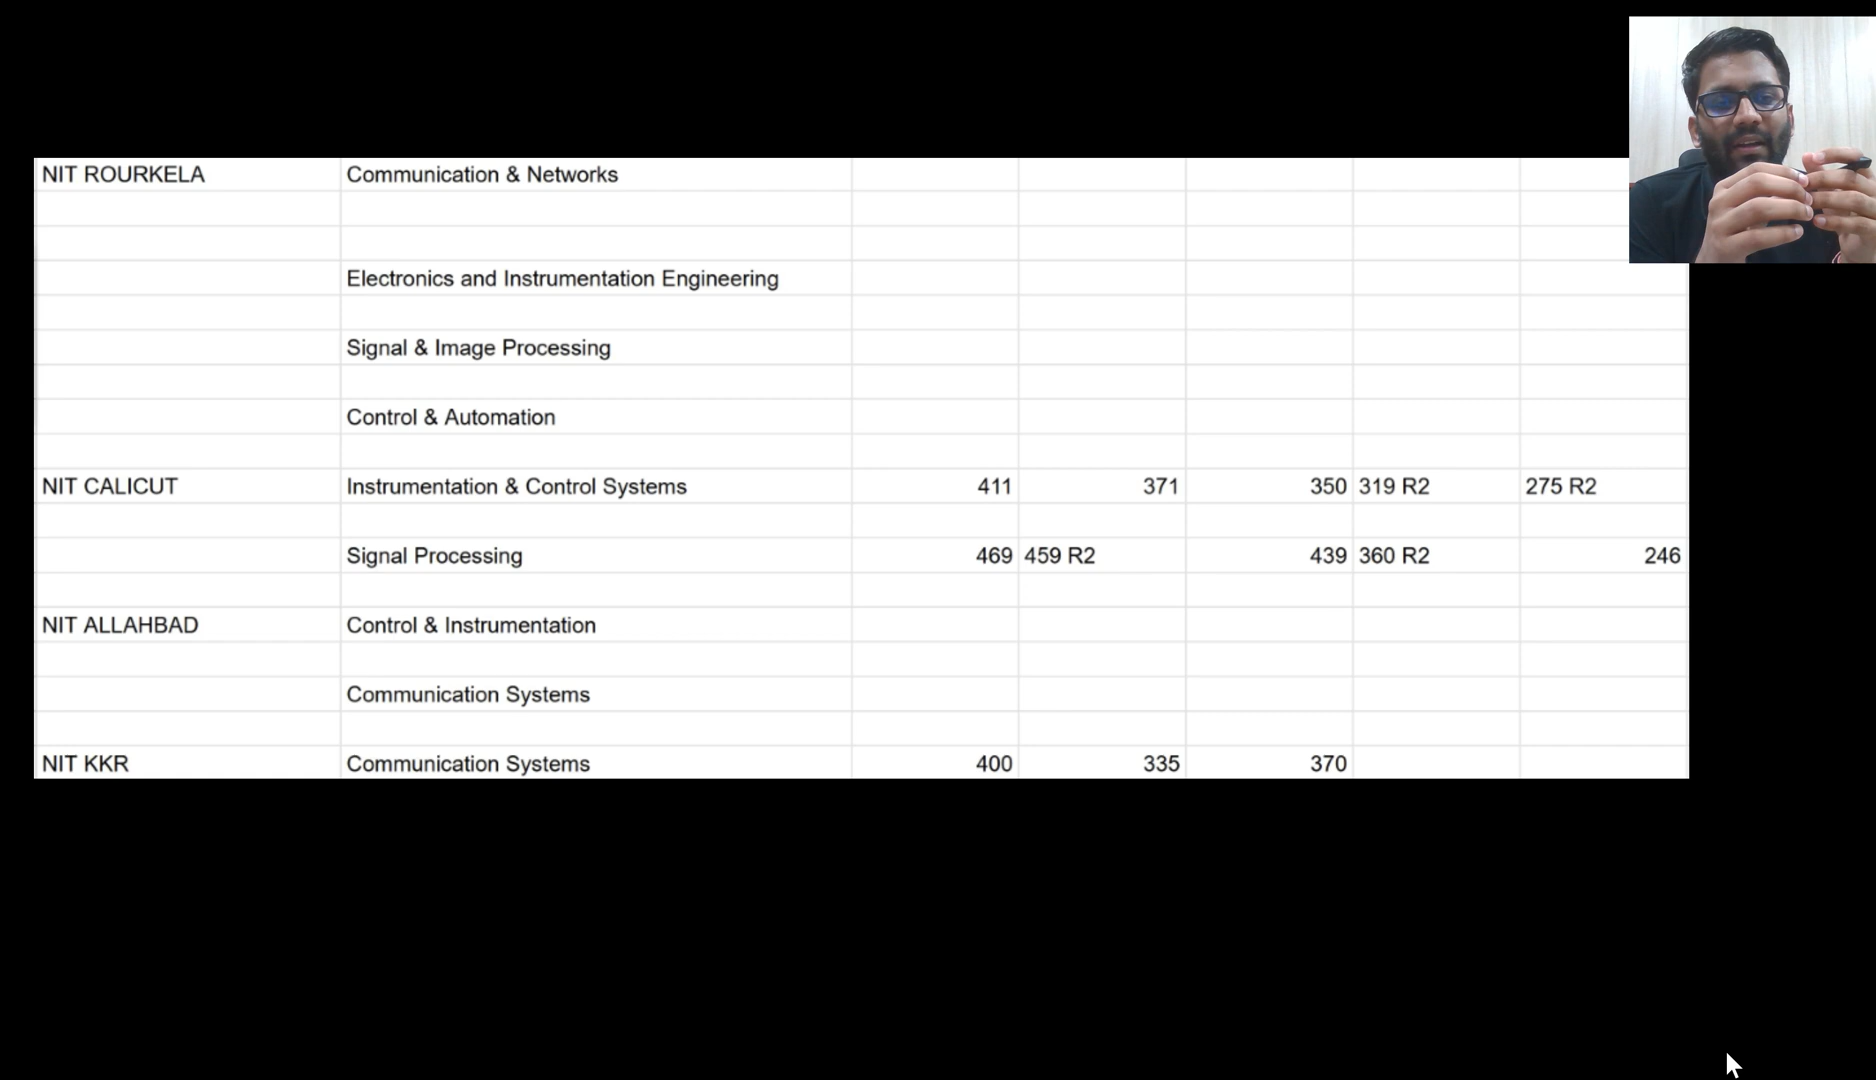 NIT ROURKELA Communication & Networks
Electronics and Instrumentation Engineering
Signal & Image Processing
Control & Automation
NIT CALICUT Instrumentation & Control Systems 411 371 350 319 R2 275 R2
Signal Processing 469 459 R2 439 360 R2 246
NIT ALLAHBAD Control & Instrumentation
Communication Systems
NIT KKR Communication Systems 400 335 370